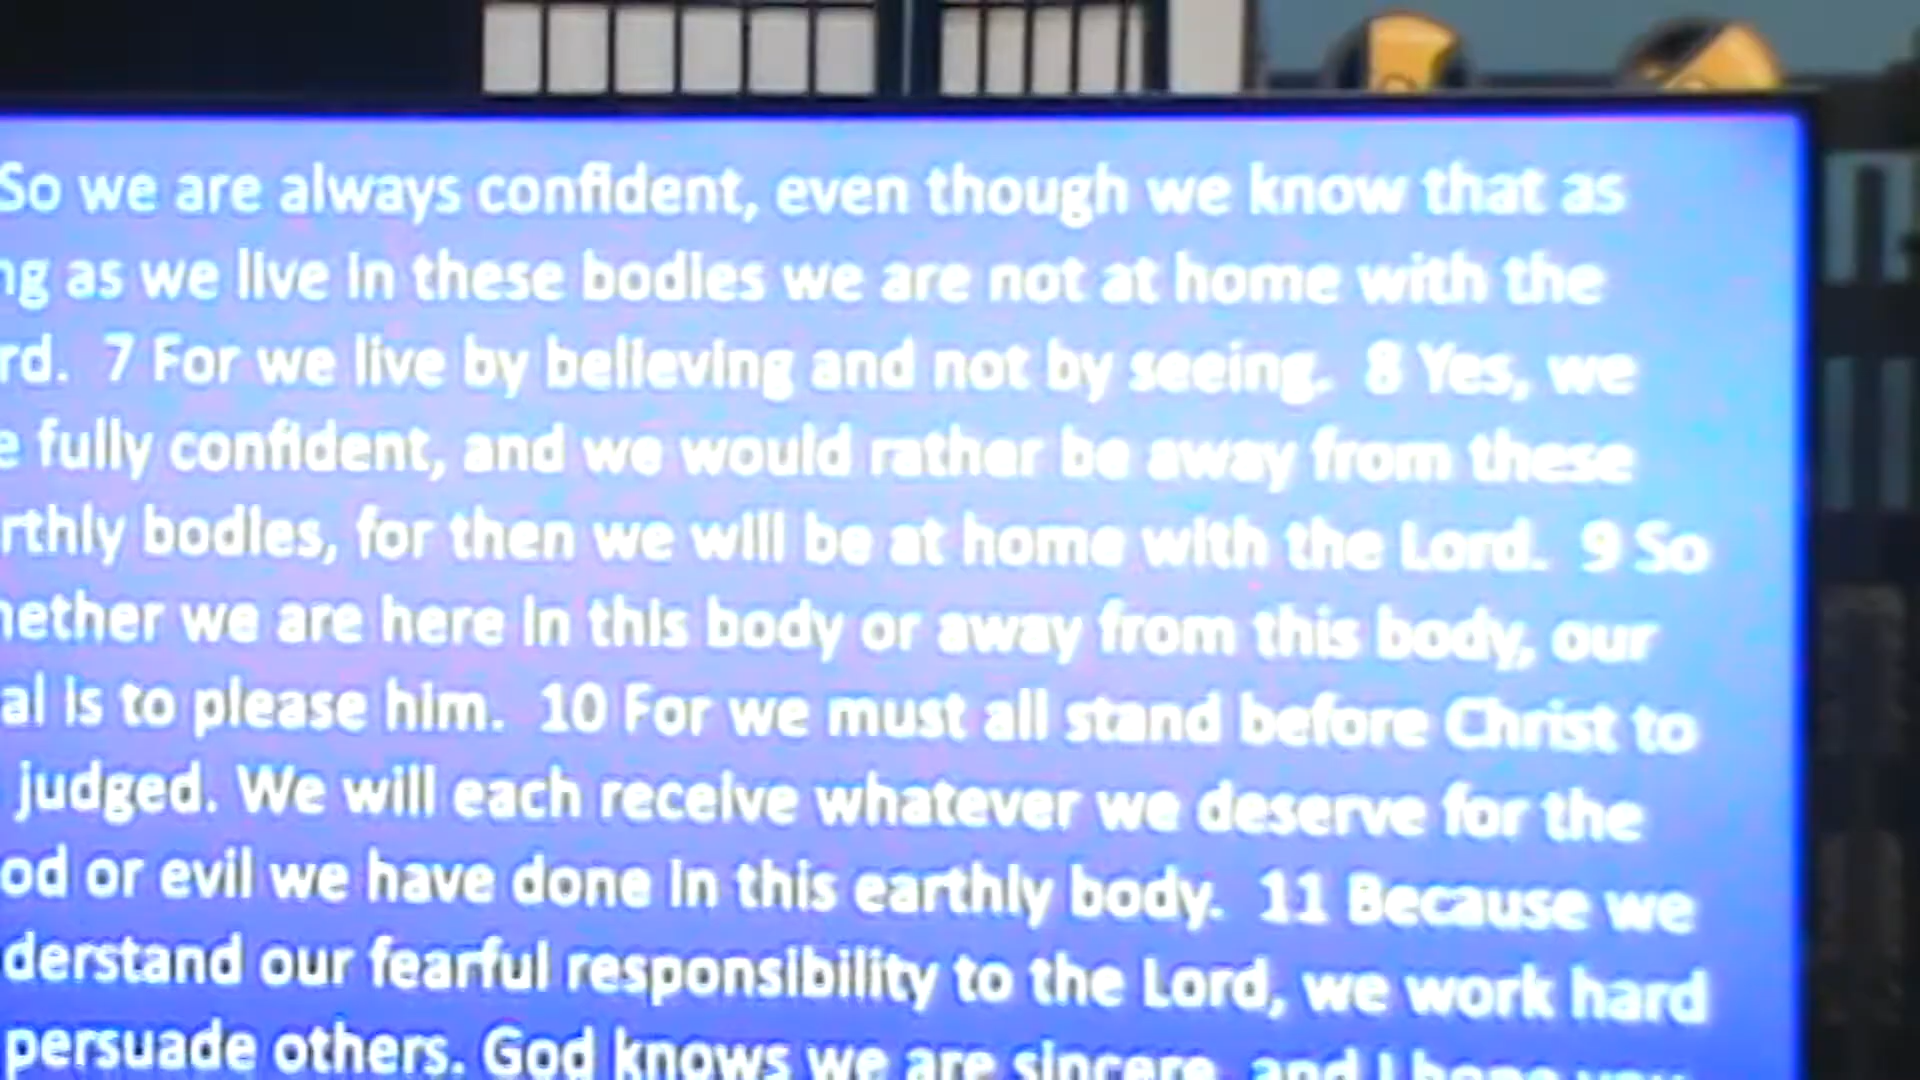 So we are always confident, even though we know that as
ng as we live in these bodies we are not at home with the
rd. 7 For we live by believing and not by seeing. 8 Yes, we
e fully confident, and we would rather be away from these
rthly bodies, for then we will be at home with the Lord. 9 So
hether we are here in this body or away from this body, our
al is to please him. 10 For we must all stand before Christ to
judged. We will each receive whatever we deserve for the
od or evil we have done in this earthly body. 11 Because we
derstand our fearful responsibility to the Lord, we work hard
persuade others. God knows we are sincere, and I hope you